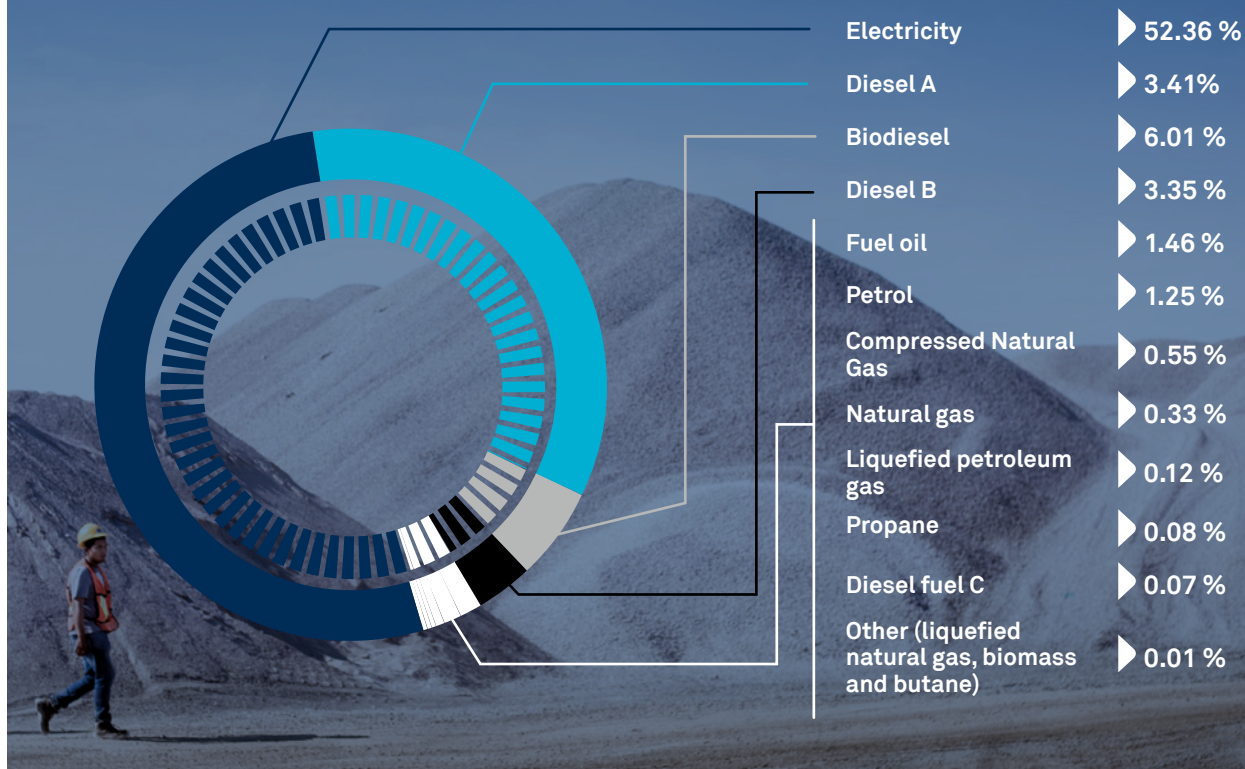 Electricity 52.36 %
Diesel A 3.41%
Biodiesel 6.01 %
Diesel B 3.35 %
Fuel oil 1.46 %
Petrol 1.25 %
Compressed Natural
Gas 0.55 %
Natural gas 0.33 %
Liquefied petroleum
gas 0.12 %
Propane 0.08 %
Diesel fuel C 0.07 %
Other (liquefied
natural gas, biomass 0.01 %
and butane)